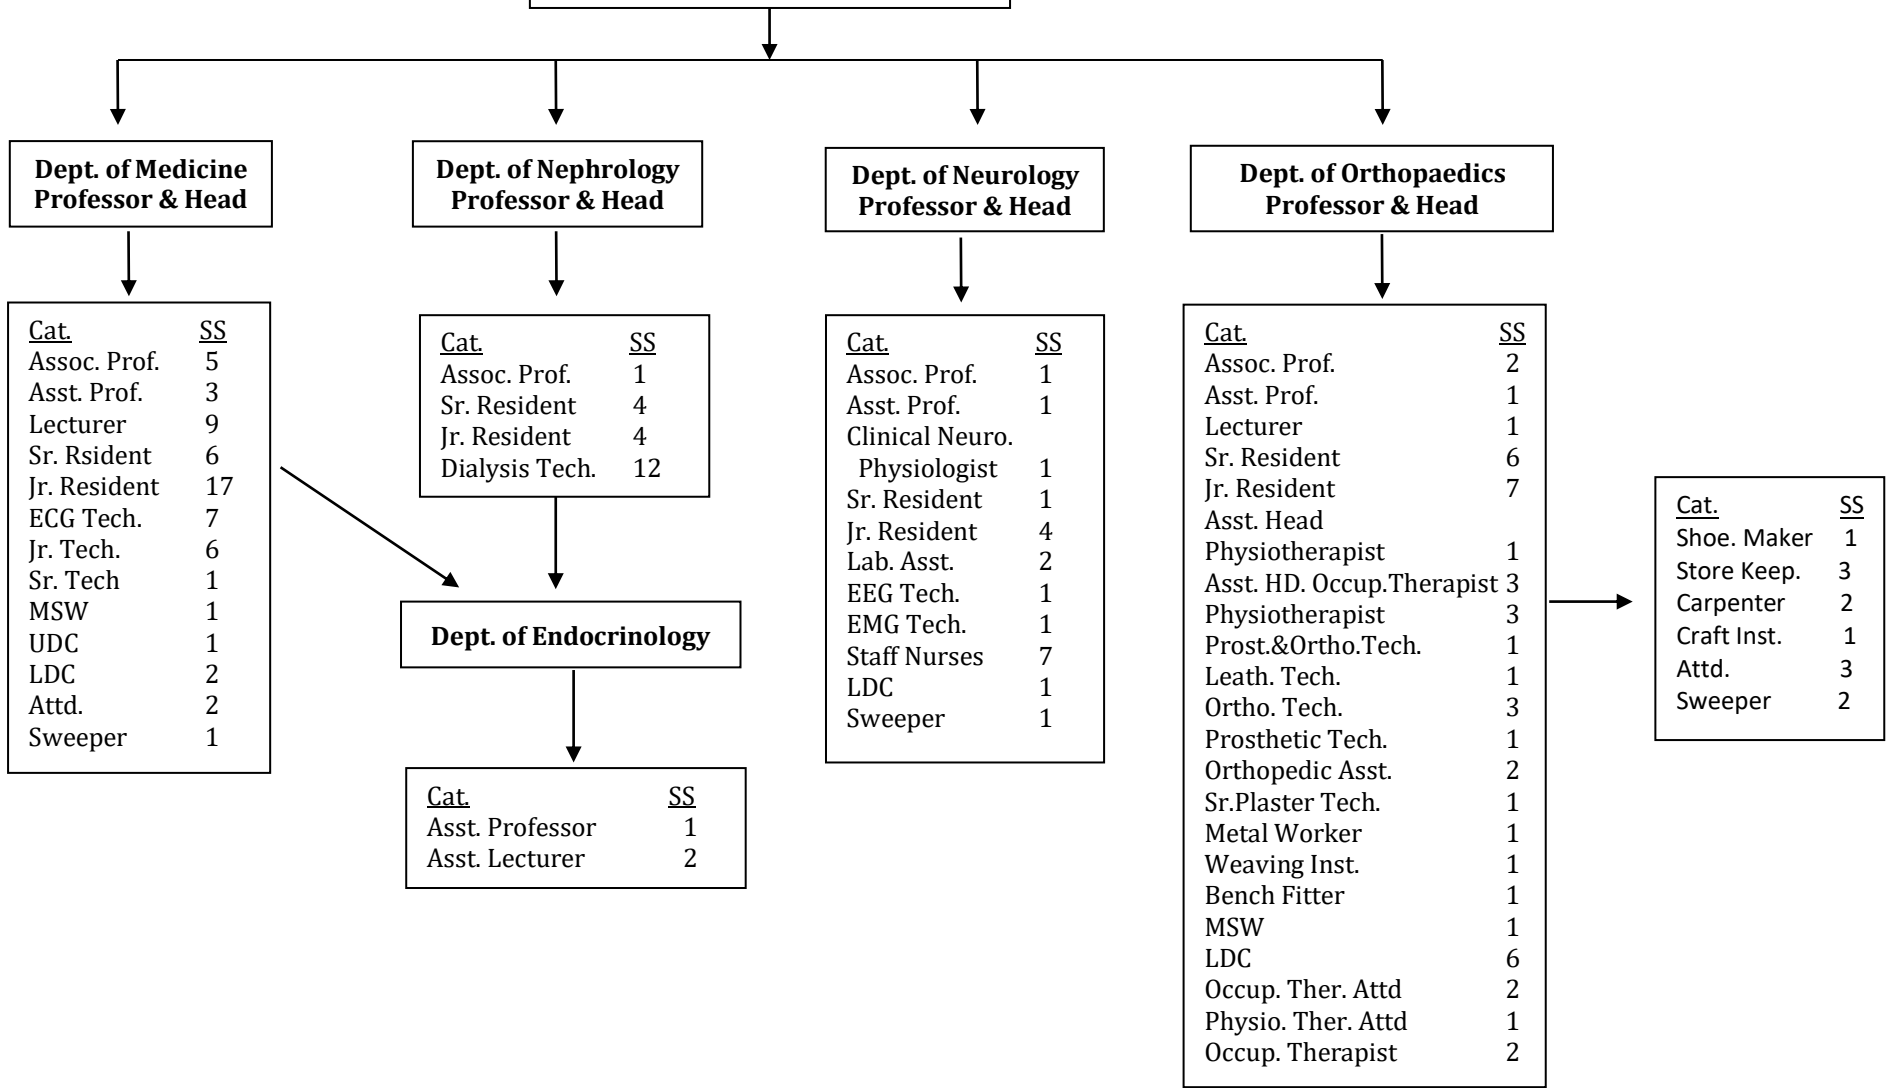 Dept. of Medicine
Professor & Head
Dept. of Nephrology
Professor & Head
Dept. of Neurology
Professor & Head
Dept. of Orthopaedics
Professor & Head
Cat. SS
Assoc. Prof. 5
Asst. Prof. 3
Lecturer 9
Sr. Rsident 6
Jr. Resident 17
ECG Tech. 7
Jr. Tech. 6
Sr. Tech 1
MSW 1
UDC 1
LDC 2
Attd. 2
Sweeper 1
Cat. SS
Assoc. Prof. 1
Sr. Resident 4
Jr. Resident 4
Dialysis Tech. 12
Dept. of Endocrinology
Cat. SS
Asst. Professor 1
Asst. Lecturer 2
Cat. SS
Assoc. Prof. 1
Asst. Prof. 1
Clinical Neuro.
Physiologist 1
Sr. Resident 1
Jr. Resident 4
Lab. Asst. 2
EEG Tech. 1
EMG Tech. 1
Staff Nurses 7
LDC 1
Sweeper 1
Cat. SS
Assoc. Prof. 2
Asst. Prof. 1
Lecturer 1
Sr. Resident 6
Jr. Resident 7
Asst. Head
Physiotherapist 1
Asst. HD. Occup.Therapist 3
Physiotherapist 3
Prost.&Ortho.Tech. 1
Leath. Tech. 1
Ortho. Tech. 3
Prosthetic Tech. 1
Orthopedic Asst. 2
Sr.Plaster Tech. 1
Metal Worker 1
Weaving Inst. 1
Bench Fitter 1
MSW 1
LDC 6
Occup. Ther. Attd 2
Physio. Ther. Attd 1
Occup. Therapist 2
Cat. SS
Shoe. Maker 1
Store Keep. 3
Carpenter 2
Craft Inst. 1
Attd. 3
Sweeper 2